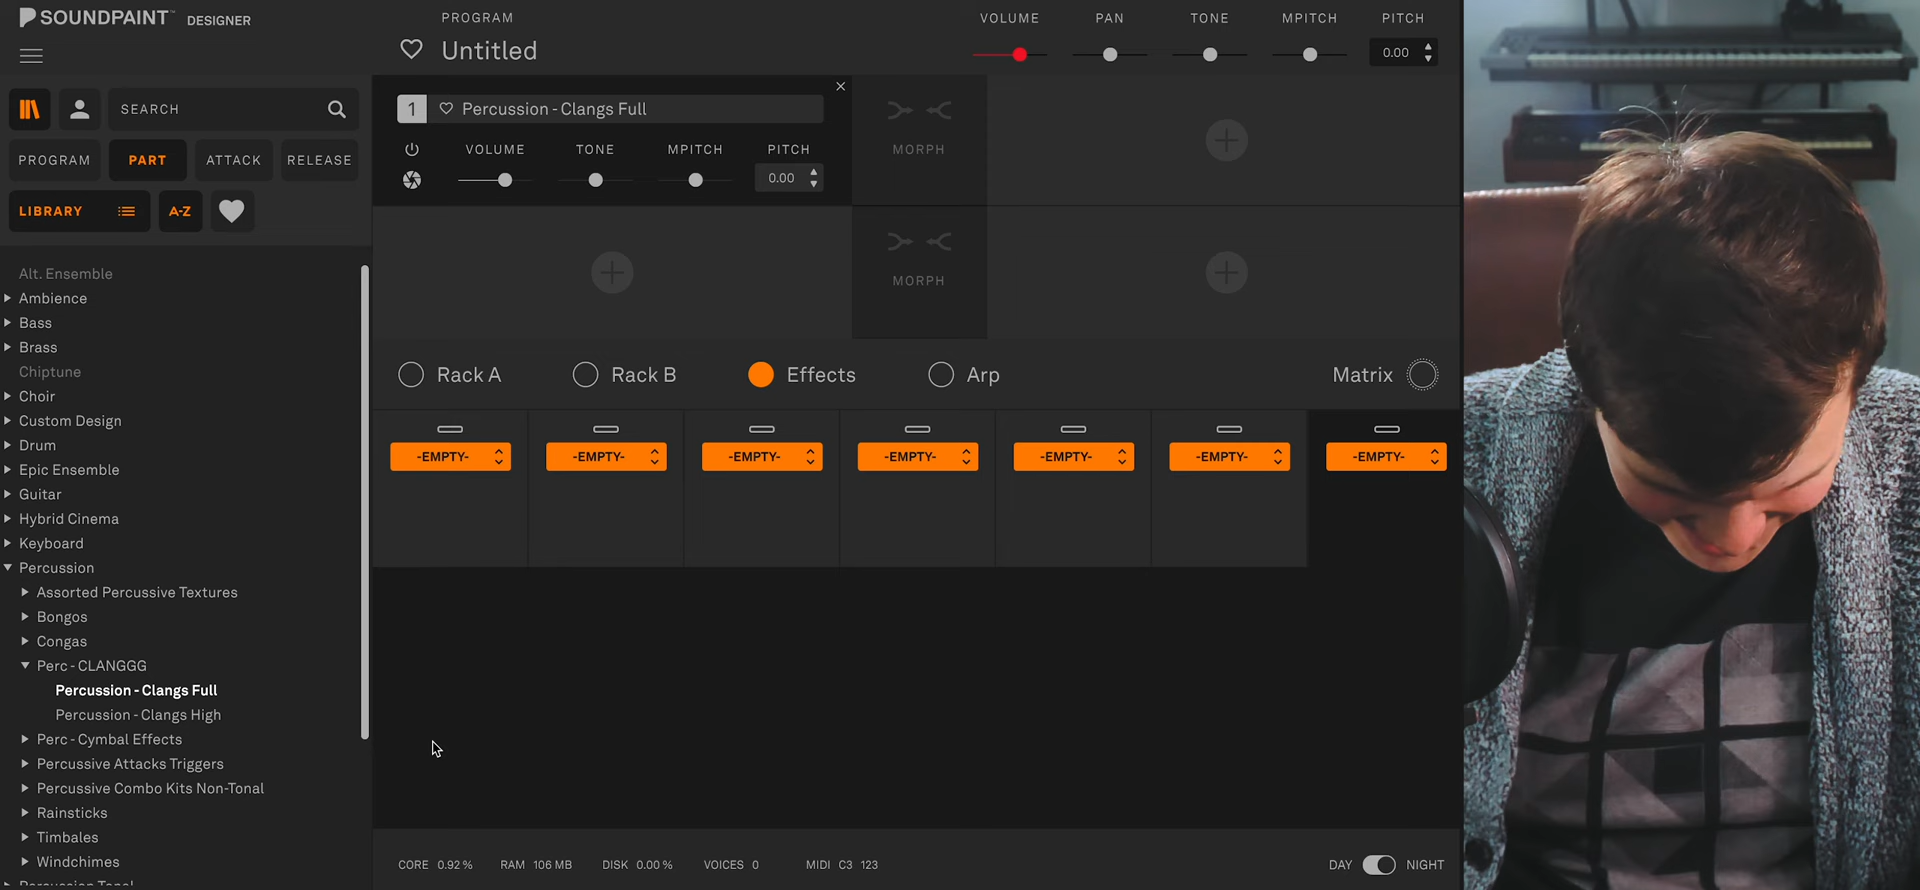 SOUNDPAINT™ DESIGNER
PROGRAM
Untitled
VOLUME PAN TONE MPITCH PITCH
0.00
SEARCH
PROGRAM PART ATTACK RELEASE
LIBRARY A-Z
Alt. Ensemble
Ambience
Bass
Brass
Chiptune
Choir
Custom Design
Drum
Epic Ensemble
Guitar
Hybrid Cinema
Keyboard
Percussion
Assorted Percussive Textures
Bongos
Congas
Perc - CLANGGG
Percussion - Clangs Full
Percussion - Clangs High
Perc - Cymbal Effects
Percussive Attacks Triggers
Percussive Combo Kits Non-Tonal
Rainsticks
Timbales
Windchimes
1 Percussion - Clangs Full
VOLUME TONE MPITCH PITCH
0.00
MORPH
MORPH
Rack A Rack B Effects Arp Matrix
-EMPTY- -EMPTY- -EMPTY- -EMPTY- -EMPTY- -EMPTY- -EMPTY-
CORE 0.92 % RAM 106 MB DISK 0.00 % VOICES 0 MIDI C3 123 DAY NIGHT